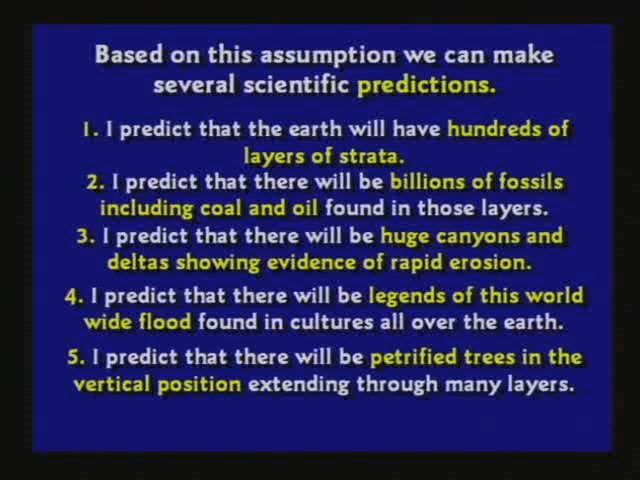 Based on this assumption we can make
several scientific predictions.
1. I predict that the earth will have hundreds of
layers of strata.
2. I predict that there will be billions of fossils
including coal and oil found in those layers.
3. I predict that there will be huge canyons and
deltas showing evidence of rapid erosion.
4. I predict that there will be legends of this world
wide flood found in cultures all over the earth.
5. I predict that there will be petrified trees in the
vertical position extending through many layers.